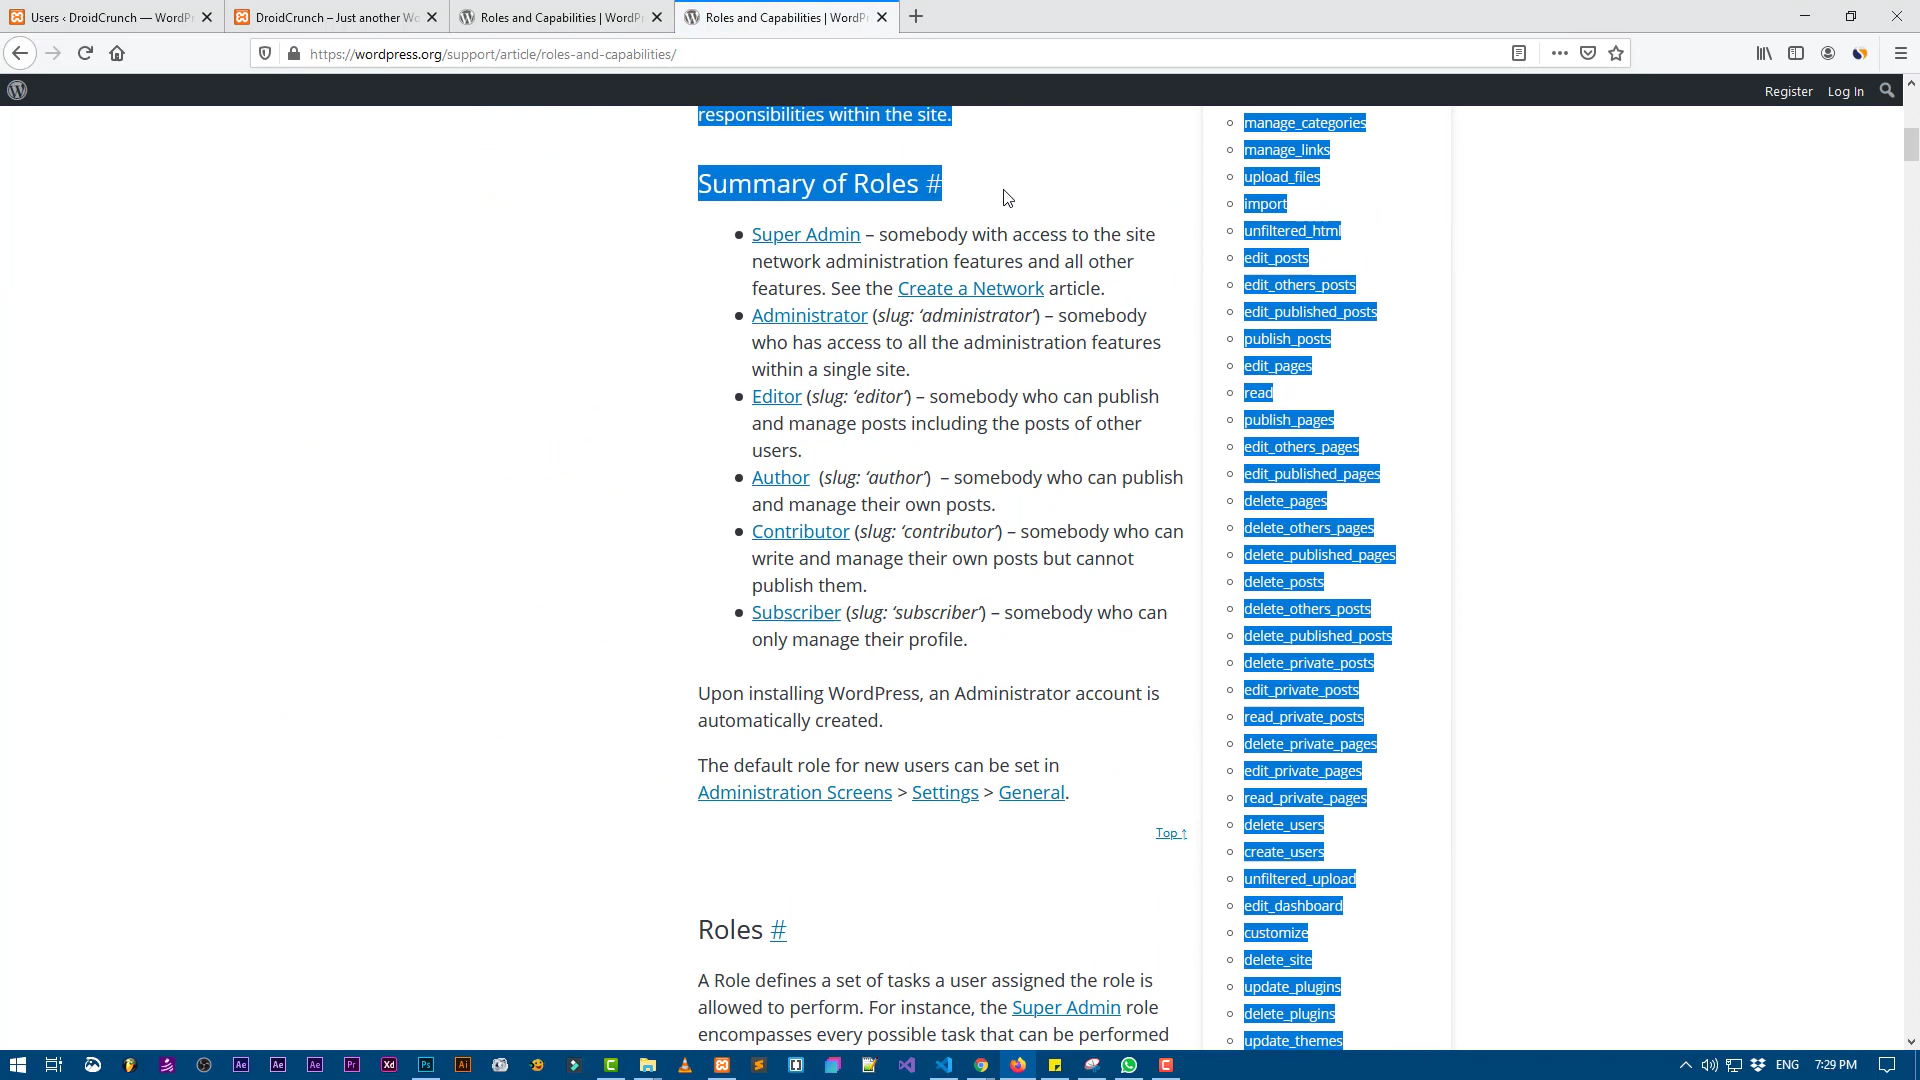 Users ‹ DroidCrunch — WordPr
DroidCrunch – Just another Wo
Roles and Capabilities | WordPr
Roles and Capabilities | WordPr
https://wordpress.org/support/article/roles-and-capabilities/
Register
Log In
responsibilities within the site.
Summary of Roles #
Super Admin – somebody with access to the site
network administration features and all other
features. See the Create a Network article.
Administrator (slug: ‘administrator’) – somebody
who has access to all the administration features
within a single site.
Editor (slug: ‘editor’) – somebody who can publish
and manage posts including the posts of other
users.
Author (slug: ‘author’) – somebody who can publish
and manage their own posts.
Contributor (slug: ‘contributor’) – somebody who can
write and manage their own posts but cannot
publish them.
Subscriber (slug: ‘subscriber’) – somebody who can
only manage their profile.
Upon installing WordPress, an Administrator account is
automatically created.
The default role for new users can be set in
Administration Screens > Settings > General.
Top ↑
Roles #
A Role defines a set of tasks a user assigned the role is
allowed to perform. For instance, the Super Admin role
encompasses every possible task that can be performed
manage_categories
manage_links
upload_files
import
unfiltered_html
edit_posts
edit_others_posts
edit_published_posts
publish_posts
edit_pages
read
publish_pages
edit_others_pages
edit_published_pages
delete_pages
delete_others_pages
delete_published_pages
delete_posts
delete_others_posts
delete_published_posts
delete_private_posts
edit_private_posts
read_private_posts
delete_private_pages
edit_private_pages
read_private_pages
delete_users
create_users
unfiltered_upload
edit_dashboard
customize
delete_site
update_plugins
delete_plugins
update_themes
Ae
Ae
Ae
Pr
Xd
Ps
Ai
ENG
7:29 PM